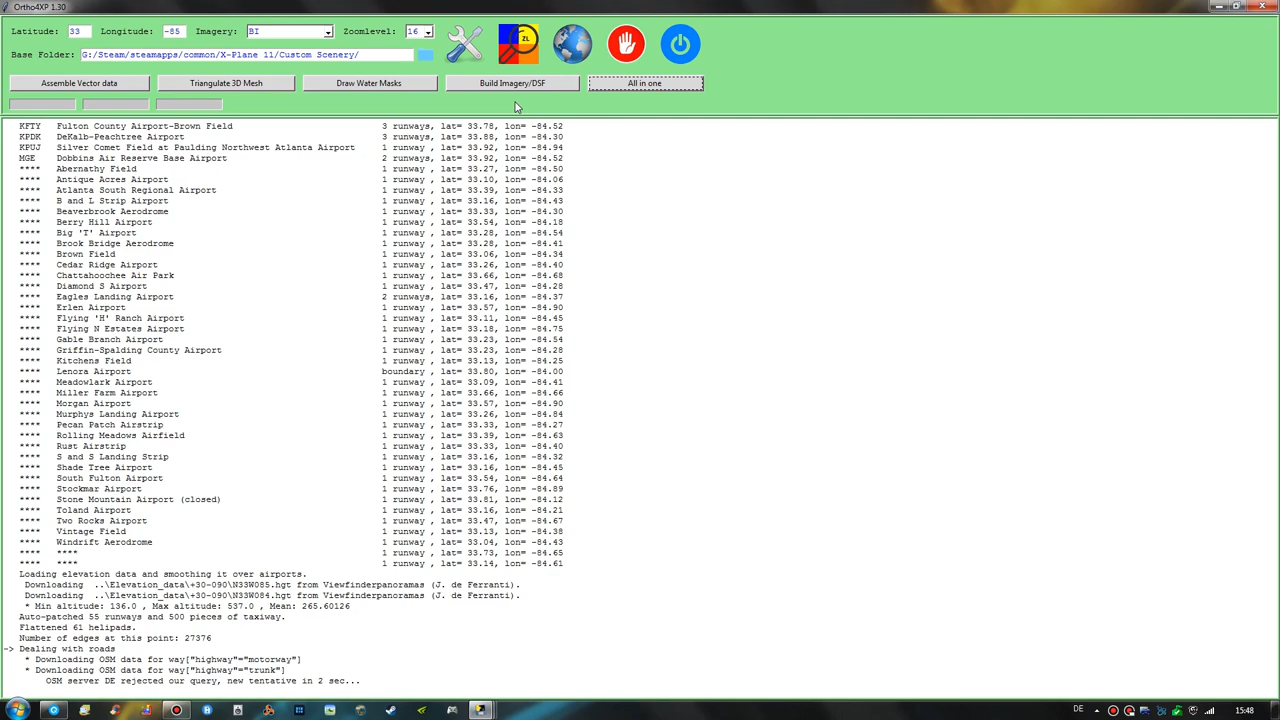 Ortho4XP 1.30
Latitude: 33 Longitude: -85 Imagery: BI Zoomlevel: 16 ZL
Base Folder: G:/Steam/steamapps/common/X-Plane 11/Custom Scenery/
Assemble Vector data Triangulate 3D Mesh Draw Water Masks Build Imagery/DSF All in one
KFTY Fulton County Airport-Brown Field 3 runways, lat= 33.78, lon= -84.52
KPDK DeKalb-Peachtree Airport 3 runways, lat= 33.88, lon= -84.30
KPUJ Silver Comet Field at Paulding Northwest Atlanta Airport 1 runway , lat= 33.92, lon= -84.94
MGE Dobbins Air Reserve Base Airport 2 runways, lat= 33.92, lon= -84.52
**** Abernathy Field 1 runway , lat= 33.27, lon= -84.50
**** Antique Acres Airport 1 runway , lat= 33.10, lon= -84.06
**** Atlanta South Regional Airport 1 runway , lat= 33.39, lon= -84.33
**** B and L Strip Airport 1 runway , lat= 33.16, lon= -84.43
**** Beaverbrook Aerodrome 1 runway , lat= 33.33, lon= -84.30
**** Berry Hill Airport 1 runway , lat= 33.54, lon= -84.18
**** Big 'T' Airport 1 runway , lat= 33.28, lon= -84.54
**** Brook Bridge Aerodrome 1 runway , lat= 33.28, lon= -84.41
**** Brown Field 1 runway , lat= 33.06, lon= -84.34
**** Cedar Ridge Airport 1 runway , lat= 33.26, lon= -84.40
**** Chattahoochee Air Park 1 runway , lat= 33.66, lon= -84.68
**** Diamond S Airport 1 runway , lat= 33.47, lon= -84.28
**** Eagles Landing Airport 2 runways, lat= 33.16, lon= -84.37
**** Erlen Airport 1 runway , lat= 33.57, lon= -84.90
**** Flying 'H' Ranch Airport 1 runway , lat= 33.11, lon= -84.45
**** Flying N Estates Airport 1 runway , lat= 33.18, lon= -84.75
**** Gable Branch Airport 1 runway , lat= 33.23, lon= -84.54
**** Griffin-Spalding County Airport 1 runway , lat= 33.23, lon= -84.28
**** Kitchens Field 1 runway , lat= 33.13, lon= -84.25
**** Lenora Airport boundary , lat= 33.80, lon= -84.00
**** Meadowlark Airport 1 runway , lat= 33.09, lon= -84.41
**** Miller Farm Airport 1 runway , lat= 33.66, lon= -84.66
**** Morgan Airport 1 runway , lat= 33.57, lon= -84.90
**** Murphys Landing Airport 1 runway , lat= 33.26, lon= -84.84
**** Pecan Patch Airstrip 1 runway , lat= 33.33, lon= -84.27
**** Rolling Meadows Airfield 1 runway , lat= 33.39, lon= -84.63
**** Rust Airstrip 1 runway , lat= 33.33, lon= -84.40
**** S and S Landing Strip 1 runway , lat= 33.16, lon= -84.32
**** Shade Tree Airport 1 runway , lat= 33.16, lon= -84.45
**** South Fulton Airport 1 runway , lat= 33.54, lon= -84.64
**** Stockmar Airport 1 runway , lat= 33.76, lon= -84.89
**** Stone Mountain Airport (closed) 1 runway , lat= 33.81, lon= -84.12
**** Toland Airport 1 runway , lat= 33.16, lon= -84.21
**** Two Rocks Airport 1 runway , lat= 33.47, lon= -84.67
**** Vintage Field 1 runway , lat= 33.13, lon= -84.38
**** Windrift Aerodrome 1 runway , lat= 33.04, lon= -84.43
**** **** 1 runway , lat= 33.73, lon= -84.65
**** **** 1 runway , lat= 33.14, lon= -84.61
Loading elevation data and smoothing it over airports.
Downloading ..\Elevation_data\+30-090\N33W085.hgt from Viewfinderpanoramas (J. de Ferranti).
Downloading ..\Elevation_data\+30-090\N33W084.hgt from Viewfinderpanoramas (J. de Ferranti).
* Min altitude: 136.0 , Max altitude: 537.0 , Mean: 265.60126
Auto-patched 55 runways and 500 pieces of taxiway.
Flattened 61 helipads.
Number of edges at this point: 27376
-> Dealing with roads
* Downloading OSM data for way["highway"="motorway"]
* Downloading OSM data for way["highway"="trunk"]
OSM server DE rejected our query, new tentative in 2 sec...
DE 15:48